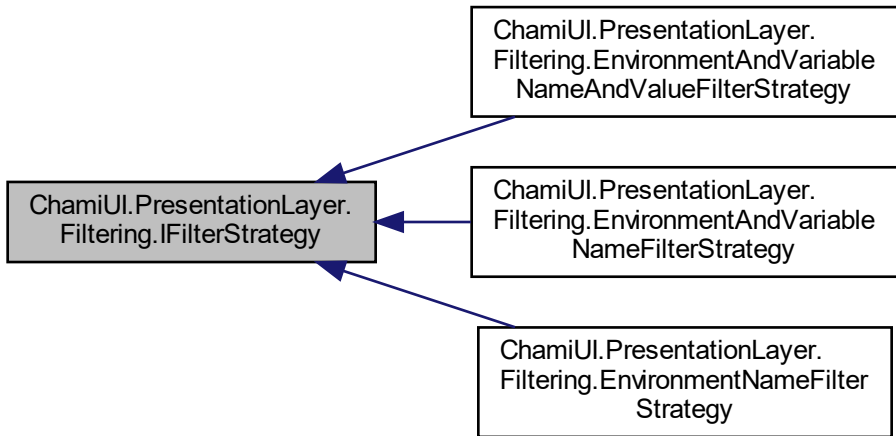 ChamiUI.PresentationLayer.
Filtering.EnvironmentAndVariable
NameAndValueFilterStrategy
ChamiUI.PresentationLayer.
Filtering.IFilterStrategy
ChamiUI.PresentationLayer.
Filtering.EnvironmentAndVariable
NameFilterStrategy
ChamiUI.PresentationLayer.
Filtering.EnvironmentNameFilter
Strategy